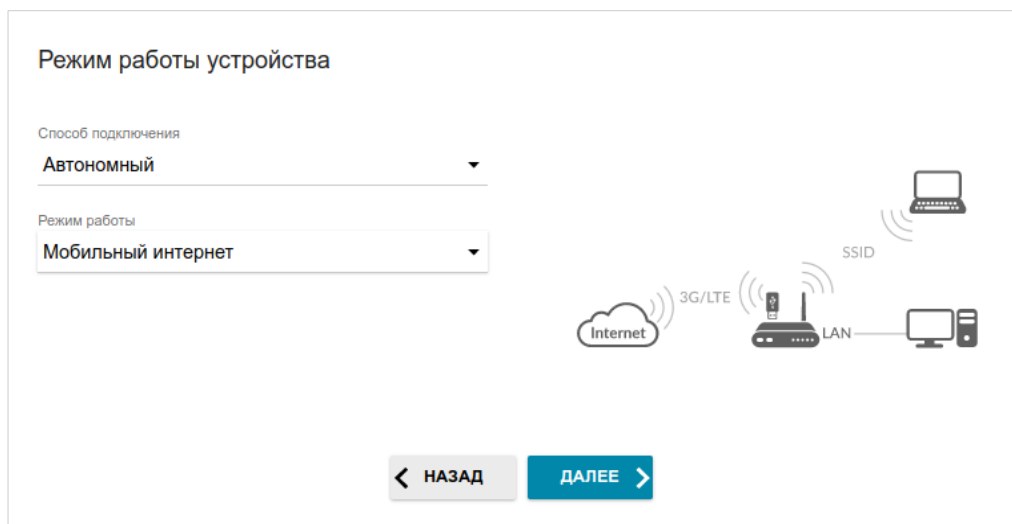 Режим работы устройства
Способ подключения
Автономный
Режим работы
Мобильный интернет
SSID
3G/LTE
Internet
LAN
НАЗАД
ДАЛЕЕ